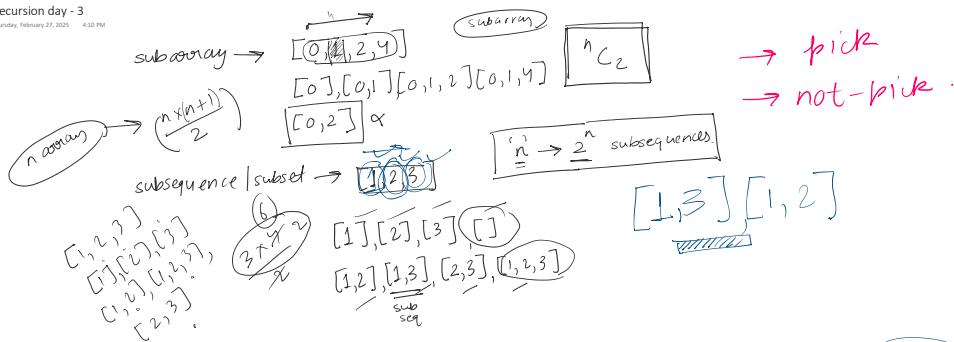 ecursion day - 3
ursday, February 27, 2025 4:10 PM
subarray
subarray → [0, , 2, 4]
[0],[0,1],[0,1,2][0,1,4]
[0,2] ×
nC2
→ pick
→ not-pick
n array → (n×(n+1)/2)
'n' → 2^n subsequences.
subsequence/subset → [1,2,3]
6
3×4 2
2
[1],[2],[3],[]
[1,2],[1,3],[2,3],[1,2,3]
sub
seq
[1,2,3]
[1],[2],[3]
[1,2],[1,2,3],
[2,3]
[1,3][1,2]